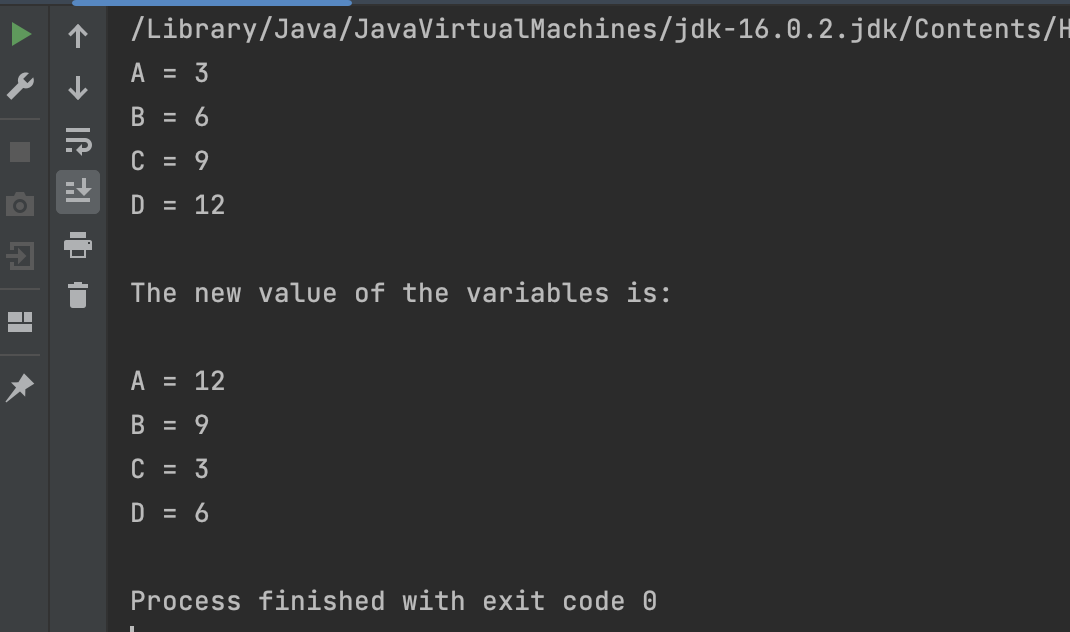 /Library/Java/JavaVirtualMachines/jdk-16.0.2.jdk/Contents/H
A = 3
B = 6
C = 9
D = 12
The new value of the variables is:
A = 12
B = 9
C = 3
D = 6
Process finished with exit code 0